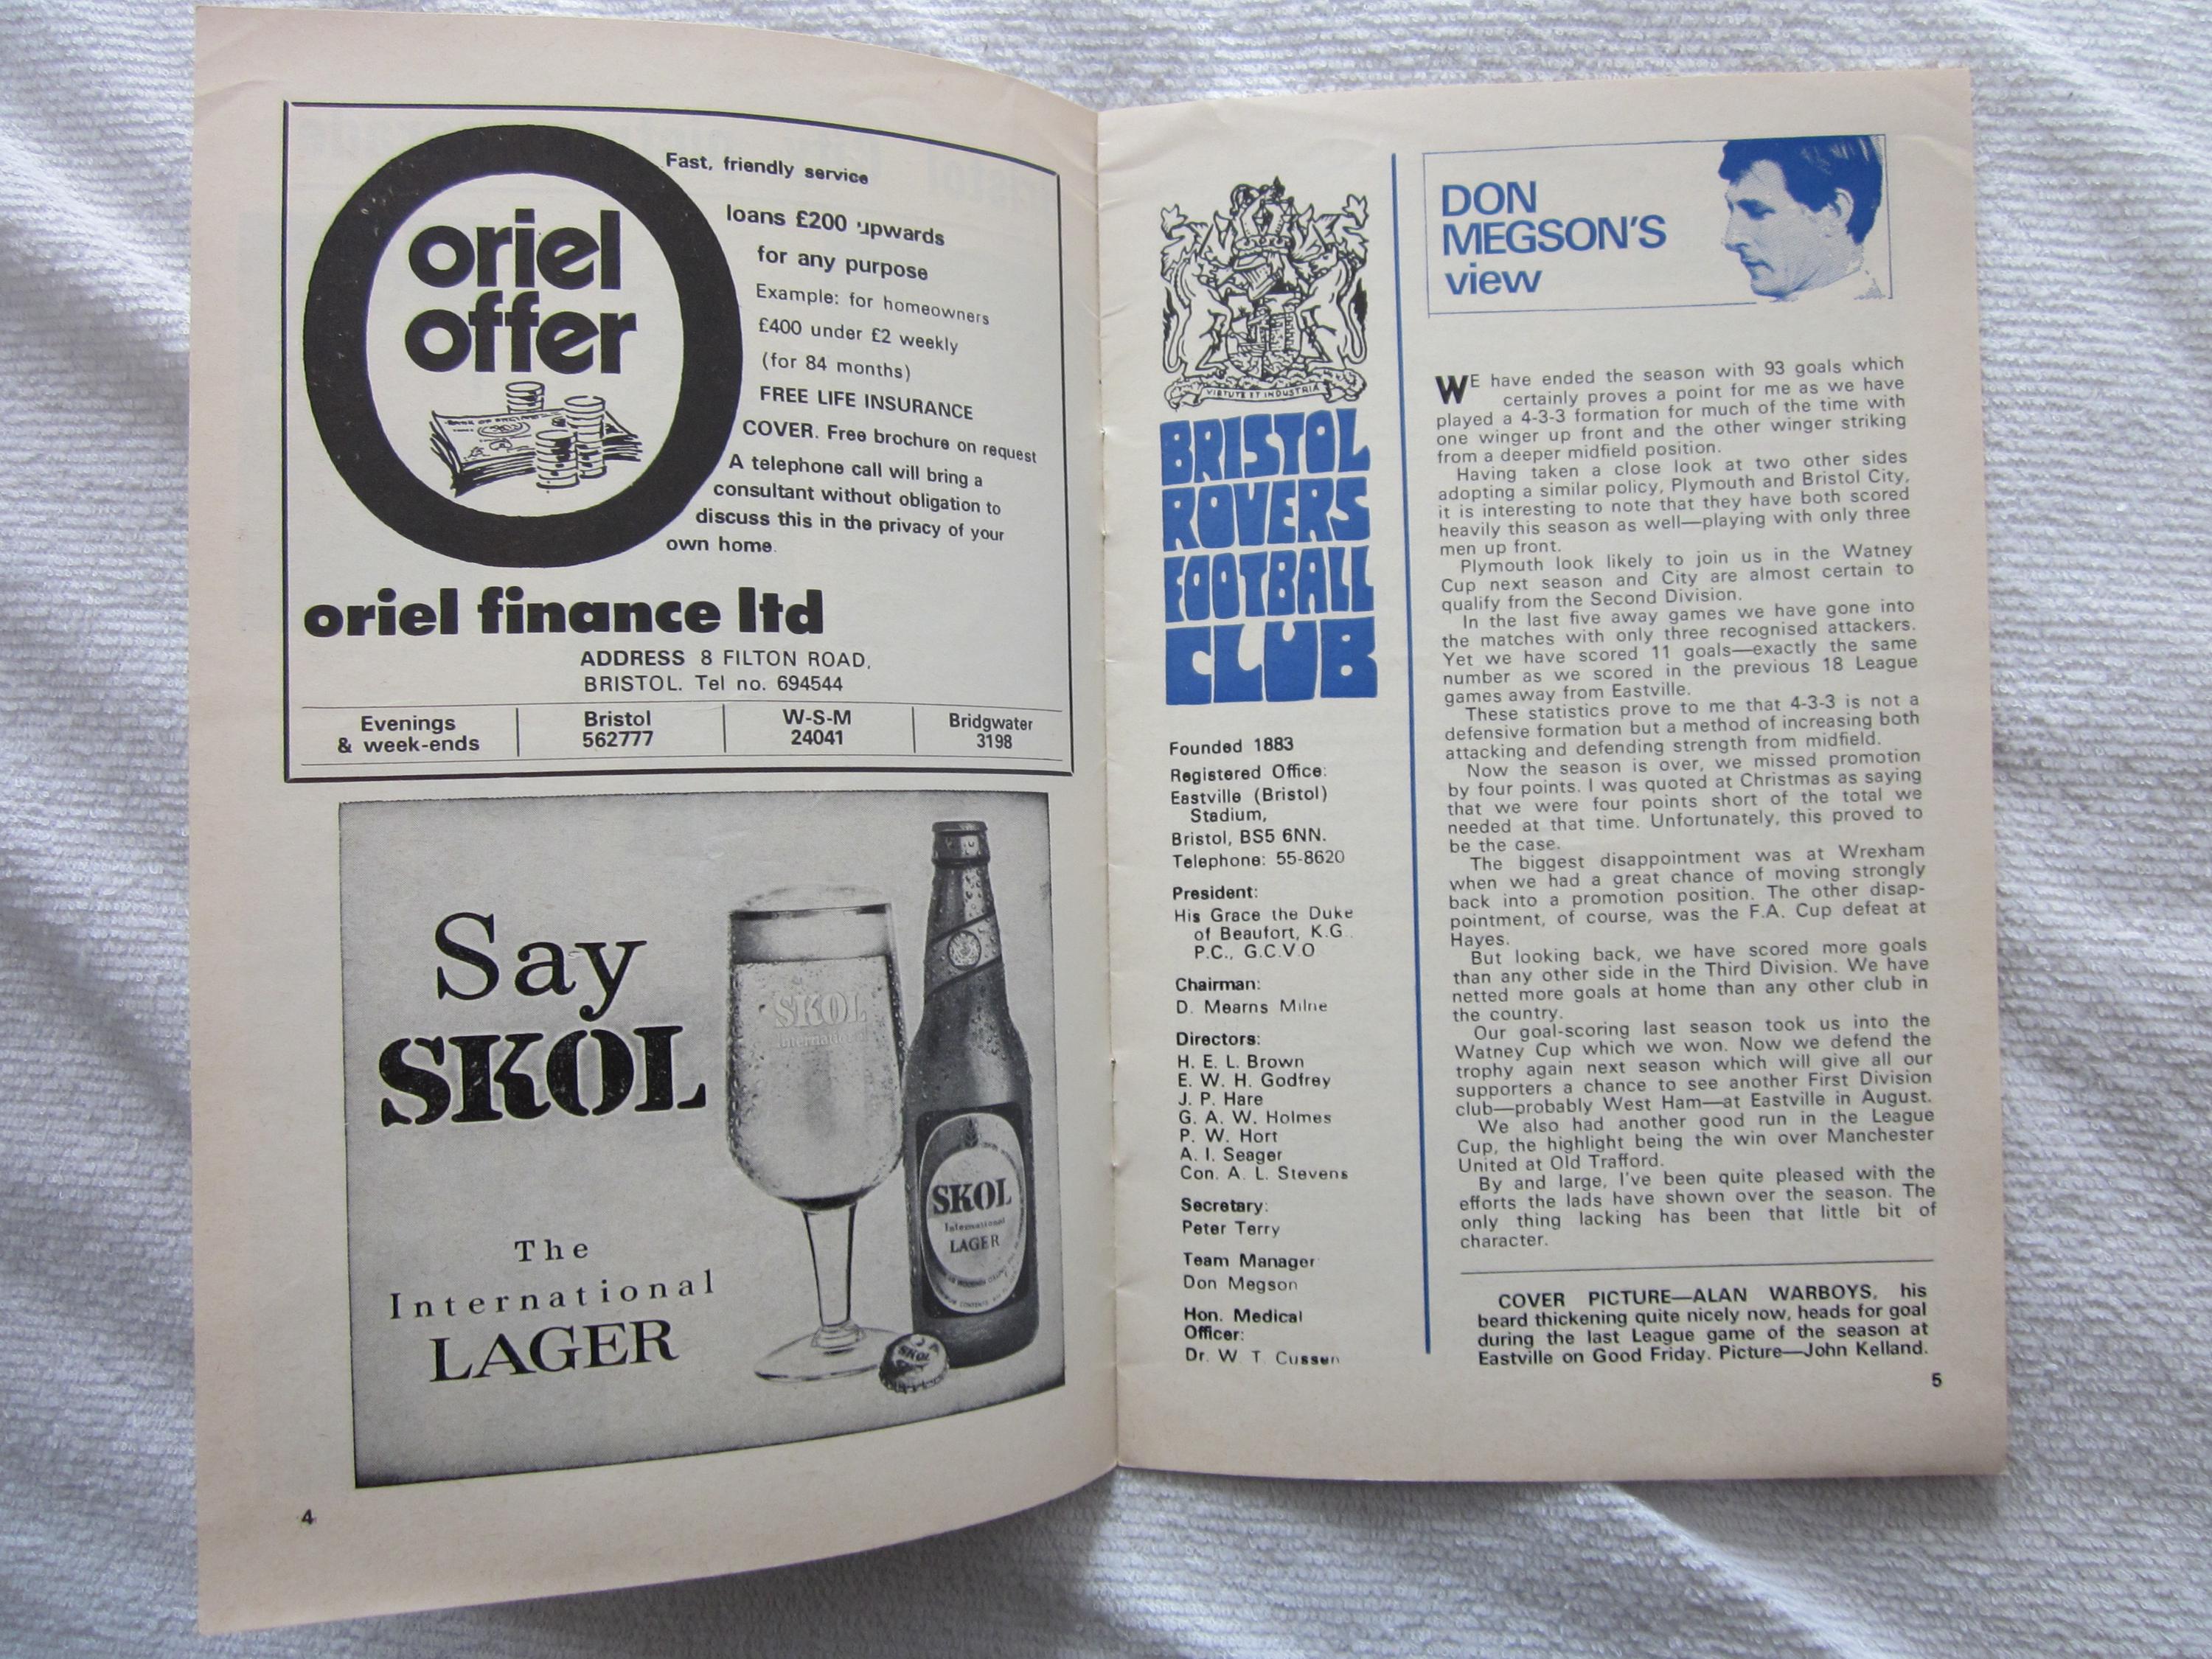 oriel
offer
Fast, friendly service
loans £200 upwards
for any purpose
Example: for homeowners
£400 under £2 weekly
(for 84 months)
FREE LIFE INSURANCE
COVER. Free brochure on request
A telephone call will bring a
consultant without obligation to
discuss this in the privacy of your
own home.
oriel finance ltd
ADDRESS 8 FILTON ROAD,
BRISTOL. Tel no. 694544
Evenings
& week-ends
Bristol
562777
W-S-M
24041
Bridgwater
3198
Say
SKOL
The
International
LAGER
SKOL
International
SKOL
International
LAGER
SKOL
4
VIRTUTE ET INDUSTRIA
BRISTOL
ROVERS
FOOTBALL
CLUB
Founded 1883
Registered Office:
Eastville (Bristol)
Stadium,
Bristol, BS5 6NN.
Telephone: 55-8620
President:
His Grace the Duke
of Beaufort, K.G.
P.C., G.C.V.O
Chairman:
D. Mearns Milne
Directors:
H. E. L. Brown
E. W. H. Godfrey
J. P. Hare
G. A. W. Holmes
P. W. Hort
A. I. Seager
Con. A. L. Stevens
Secretary:
Peter Terry
Team Manager
Don Megson
Hon. Medical
Officer:
Dr. W. T. Cussen
DON
MEGSON'S
view
WE have ended the season with 93 goals which
certainly proves a point for me as we have
played a 4-3-3 formation for much of the time with
one winger up front and the other winger striking
from a deeper midfield position.
Having taken a close look at two other sides
adopting a similar policy, Plymouth and Bristol City,
it is interesting to note that they have both scored
heavily this season as well—playing with only three
men up front.
Plymouth look likely to join us in the Watney
Cup next season and City are almost certain to
qualify from the Second Division.
In the last five away games we have gone into
the matches with only three recognised attackers.
Yet we have scored 11 goals—exactly the same
number as we scored in the previous 18 League
games away from Eastville.
These statistics prove to me that 4-3-3 is not a
defensive formation but a method of increasing both
attacking and defending strength from midfield.
Now the season is over, we missed promotion
by four points. I was quoted at Christmas as saying
that we were four points short of the total we
needed at that time. Unfortunately, this proved to
be the case.
The biggest disappointment was at Wrexham
when we had a great chance of moving strongly
back into a promotion position. The other disap-
pointment, of course, was the F.A. Cup defeat at
Hayes.
But looking back, we have scored more goals
than any other side in the Third Division. We have
netted more goals at home than any other club in
the country.
Our goal-scoring last season took us into the
Watney Cup which we won. Now we defend the
trophy again next season which will give all our
supporters a chance to see another First Division
club—probably West Ham—at Eastville in August.
We also had another good run in the League
Cup, the highlight being the win over Manchester
United at Old Trafford.
By and large, I've been quite pleased with the
efforts the lads have shown over the season. The
only thing lacking has been that little bit of
character.
COVER PICTURE—ALAN WARBOYS, his
beard thickening quite nicely now, heads for goal
during the last League game of the season at
Eastville on Good Friday. Picture—John Kelland.
5